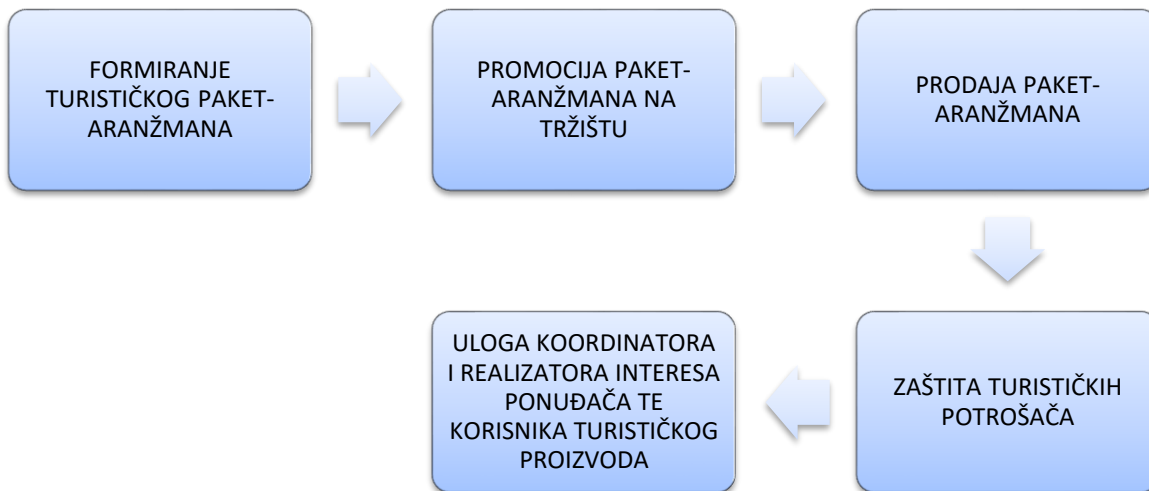 FORMIRANJE
TURISTIČKOG PAKET-
ARANŽMANA
PROMOCIJA PAKET-
ARANŽMANA NA
TRŽIŠTU
PRODAJA PAKET-
ARANŽMANA
ZAŠTITA TURISTIČKIH
POTROŠAČA
ULOGA KOORDINATORA
I REALIZATORA INTERESA
PONUĐAČA TE
KORISNIKA TURISTIČKOG
PROIZVODA